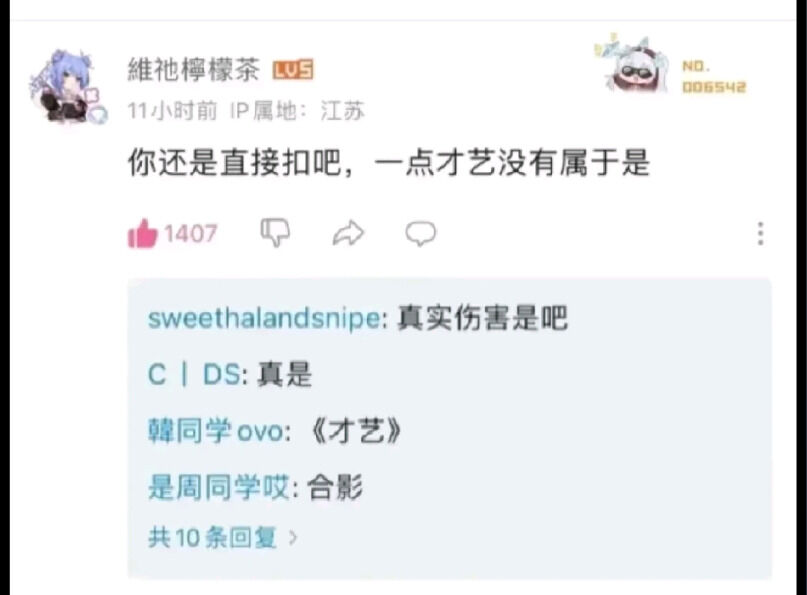 維祂檸檬茶 LV5
NO.
006542
11小时前 IP属地：江苏
你还是直接扣吧，一点才艺没有属于是
1407
sweethalandsnipe: 真实伤害是吧
C | DS: 真是
韓同学ovo:《才艺》
是周同学哎: 合影
共10条回复 >